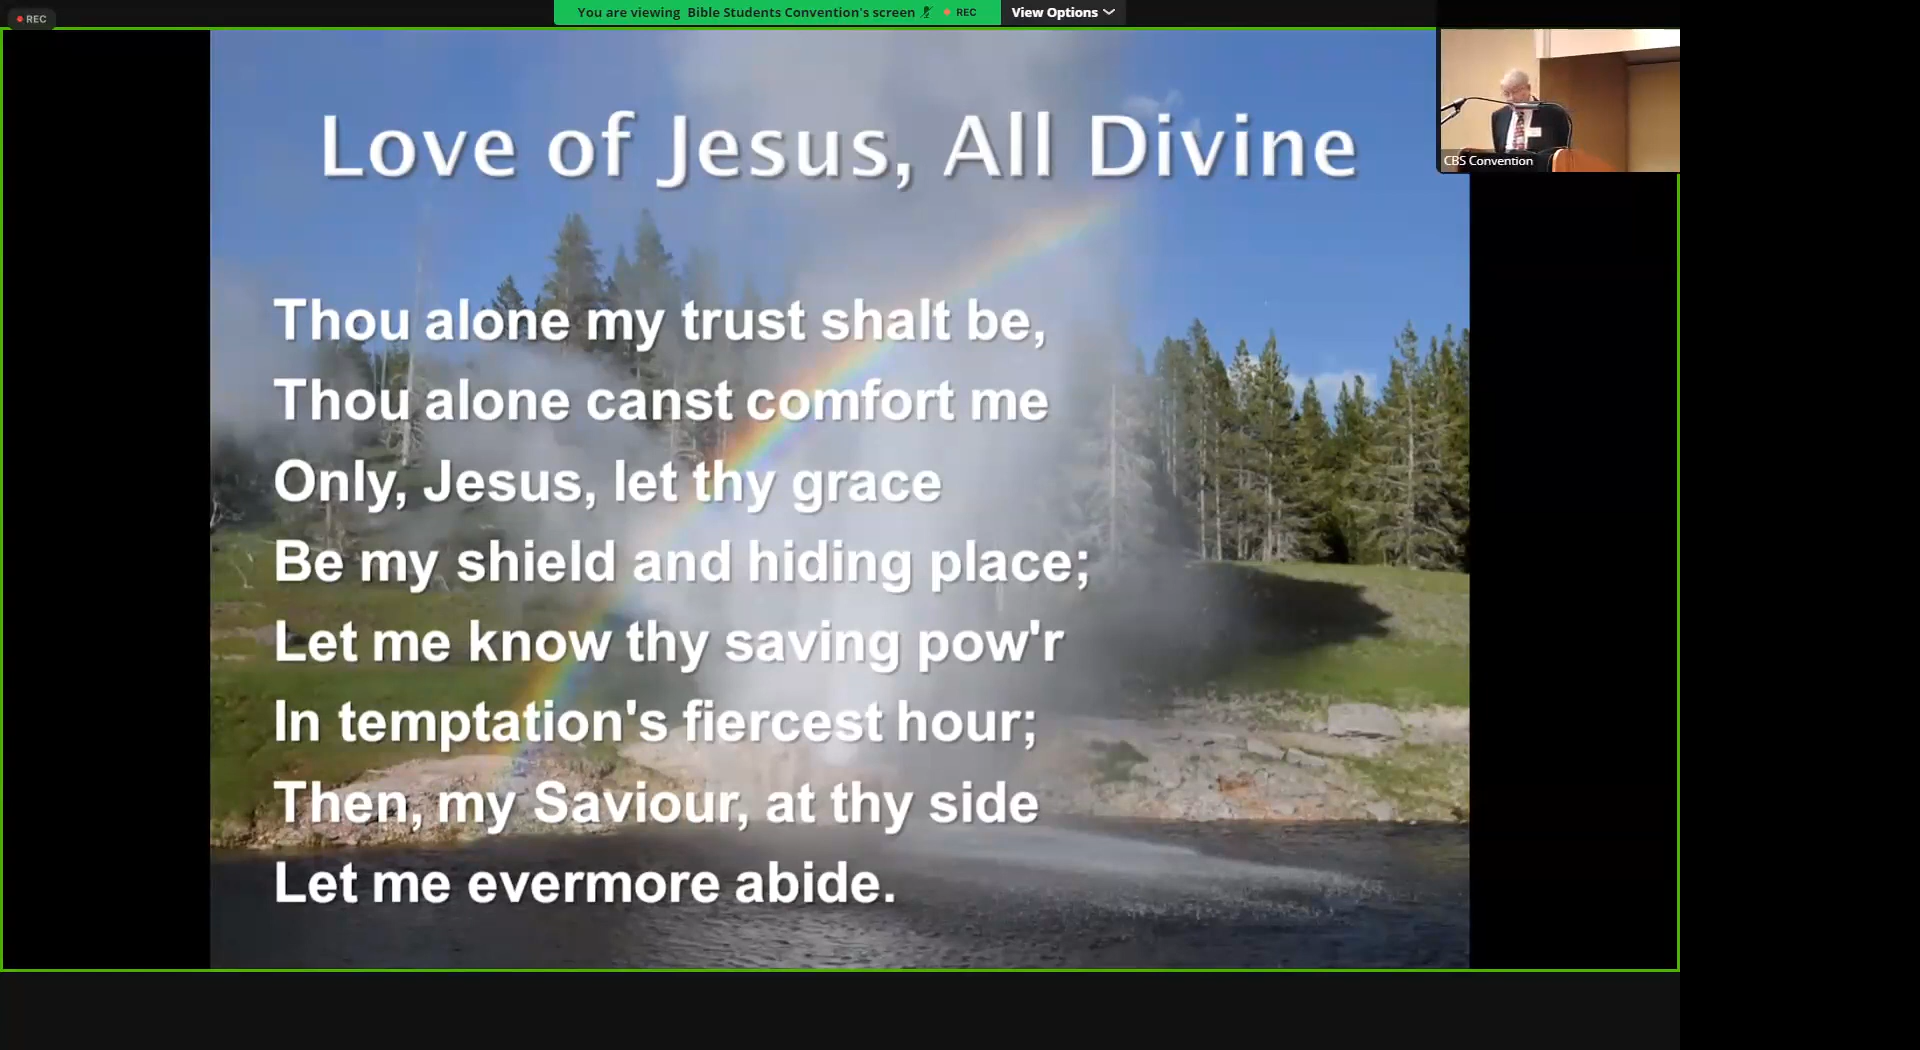 REC
You are viewing Bible Students Convention's screen
REC
View Options
Love of Jesus, All Divine
CBS Convention
Thou alone my trust shalt be,
Thou alone canst comfort me
Only, Jesus, let thy grace
Be my shield and hiding place;
Let me know thy saving pow'r
In temptation's fiercest hour;
Then, my Saviour, at thy side
Let me evermore abide.